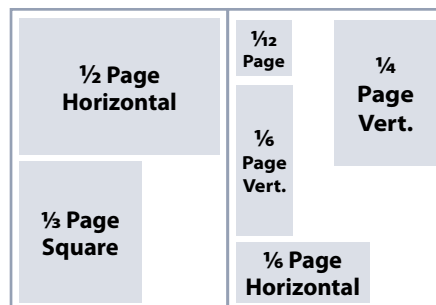 ½ Page
Horizontal
⅓ Page
Square
1⁄12
Page
¼
Page
Vert.
⅙
Page
Vert.
⅙ Page
Horizontal